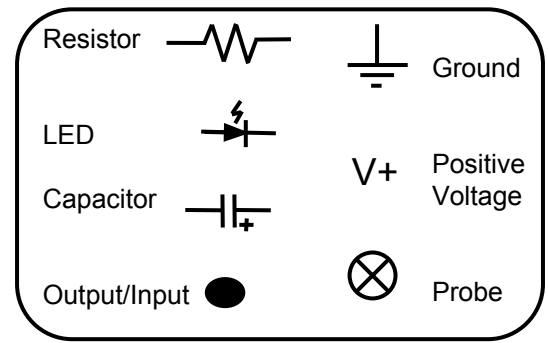 Resistor
Ground
LED
V+
Positive
Voltage
Capacitor
+
Output/Input
Probe